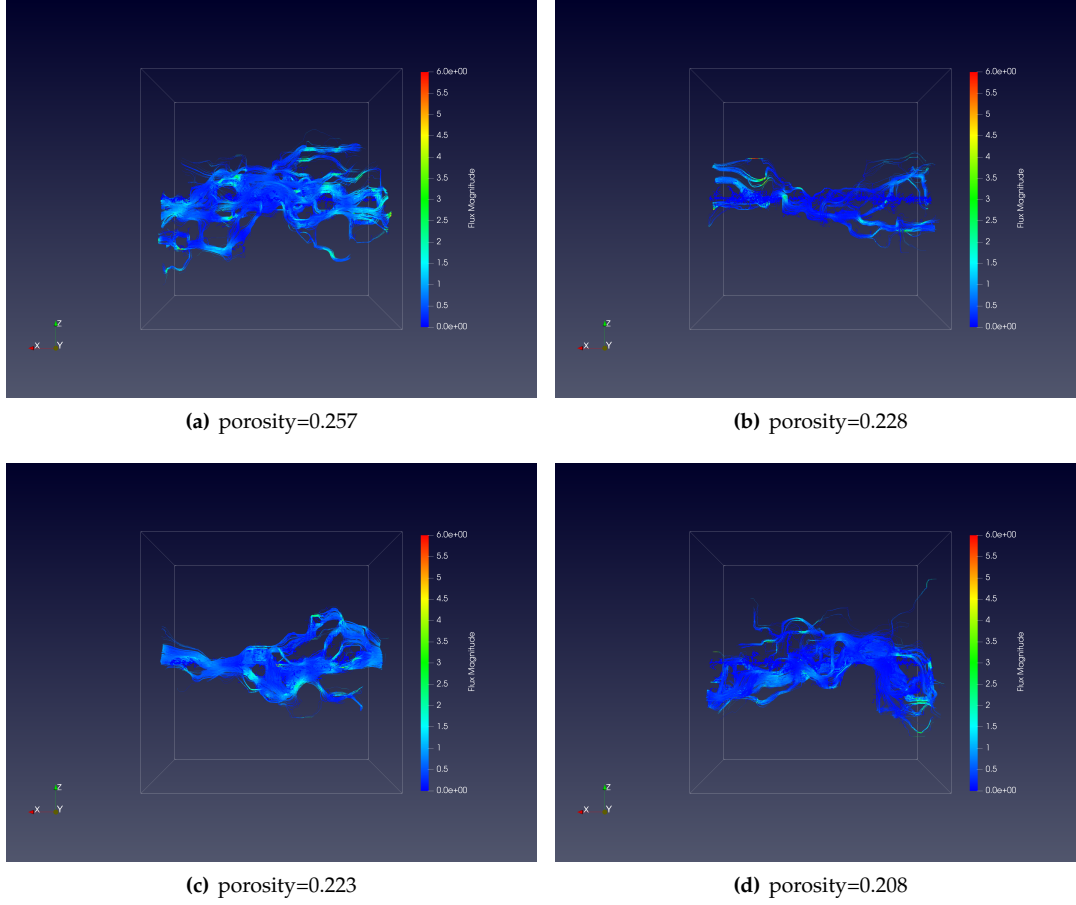 6.0e+00
5.5
5
4.5
4
3.5
3
2.5
2
1.5
1
0.5
0.0e+00
Flux Magnitude
Z
X
Y
6.0e+00
5.5
5
4.5
4
3.5
3
2.5
2
1.5
1
0.5
0.0e+00
Flux Magnitude
Z
X
Y
(a) porosity=0.257
(b) porosity=0.228
6.0e+00
5.5
5
4.5
4
3.5
3
2.5
2
1.5
1
0.5
0.0e+00
Flux Magnitude
Z
X
Y
6.0e+00
5.5
5
4.5
4
3.5
3
2.5
2
1.5
1
0.5
0.0e+00
Flux Magnitude
Z
X
Y
(c) porosity=0.223
(d) porosity=0.208